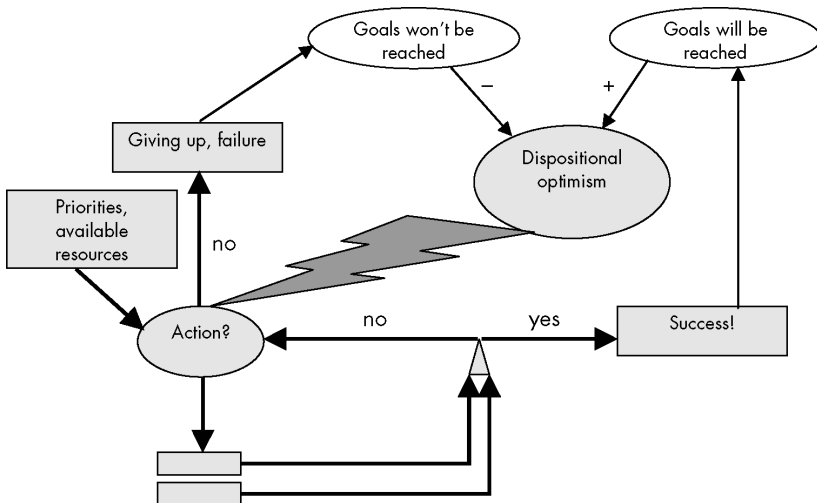 Goals won't be
reached
Goals will be
reached
–
+
Giving up, failure
Dispositional
optimism
Priorities,
available
resources
no
Action?
no
yes
Success!